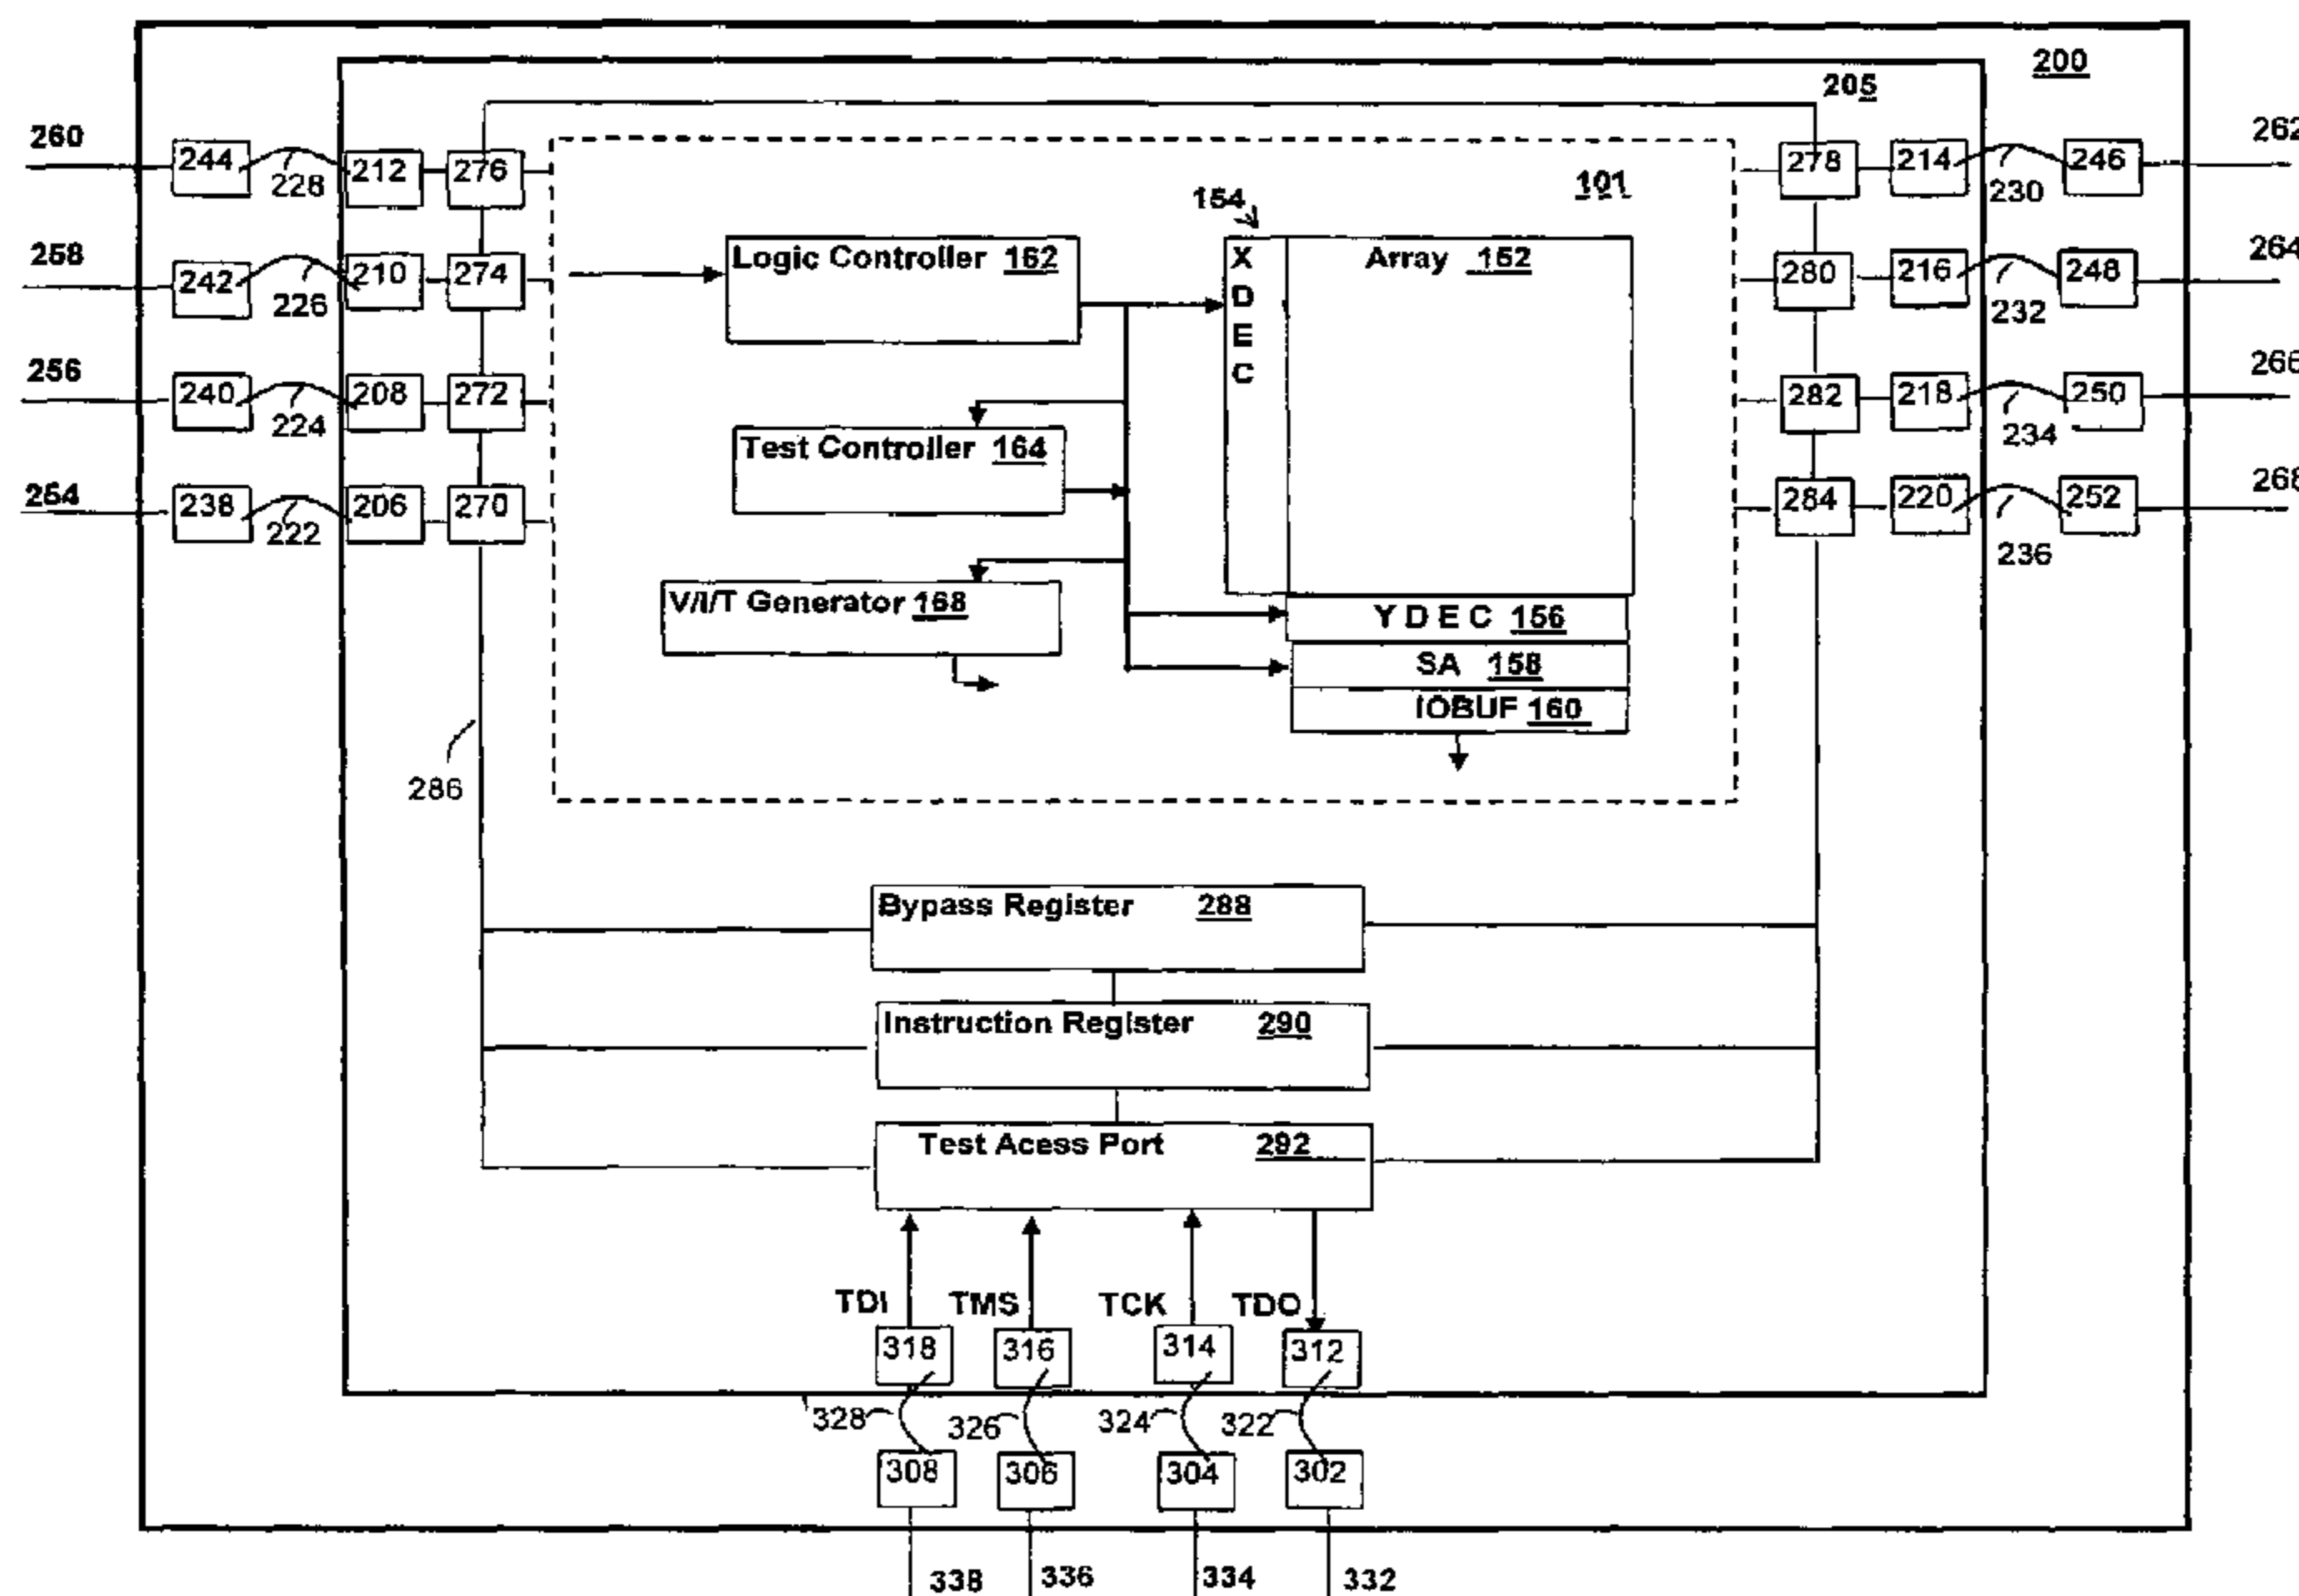 200
205
260
244
228
212
276
278
214
230
246
262
101
154
X
D
E
C
Logic Controller 162
Array 152
258
242
226
210
274
280
216
232
248
264
256
240
224
208
272
282
218
234
250
266
Test Controller 164
254
238
222
206
270
284
220
236
252
268
V/I/T Generator 168
Y D E C 156
SA 158
IOBUF 160
286
Bypass Register 288
Instruction Register 290
Test Acess Port 292
TDI TMS TCK TDO
318 316 314 312
328 326 324 322
308 306 304 302
338 336 334 332